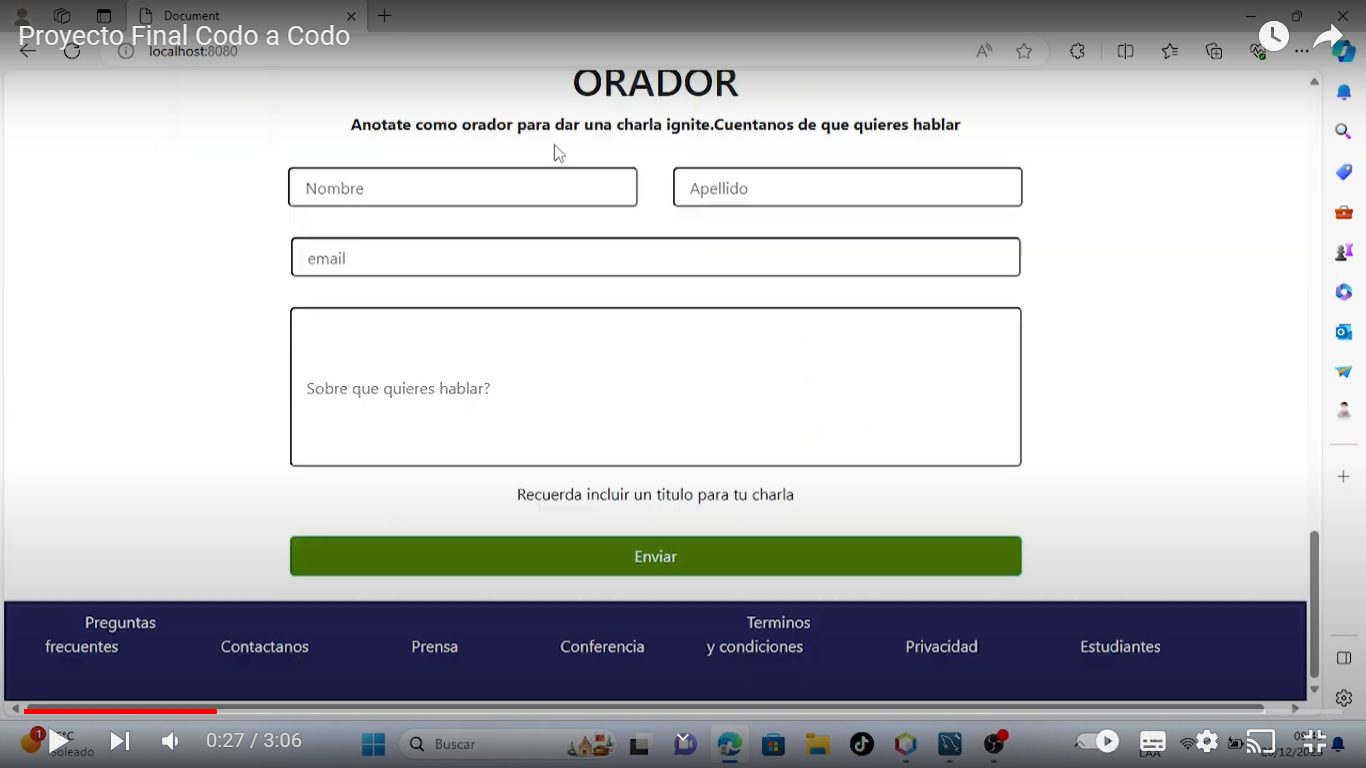 Document
Proyecto Final Codo a Codo
localhost:8080
ORADOR
Anotate como orador para dar una charla ignite.Cuentanos de que quieres hablar
Nombre
Apellido
email
Sobre que quieres hablar?
Recuerda incluir un titulo para tu charla
Enviar
Preguntas
frecuentes
Contactanos
Prensa
Conferencia
Terminos
y condiciones
Privacidad
Estudiantes
1
0:27 / 3:06
Buscar
LAA